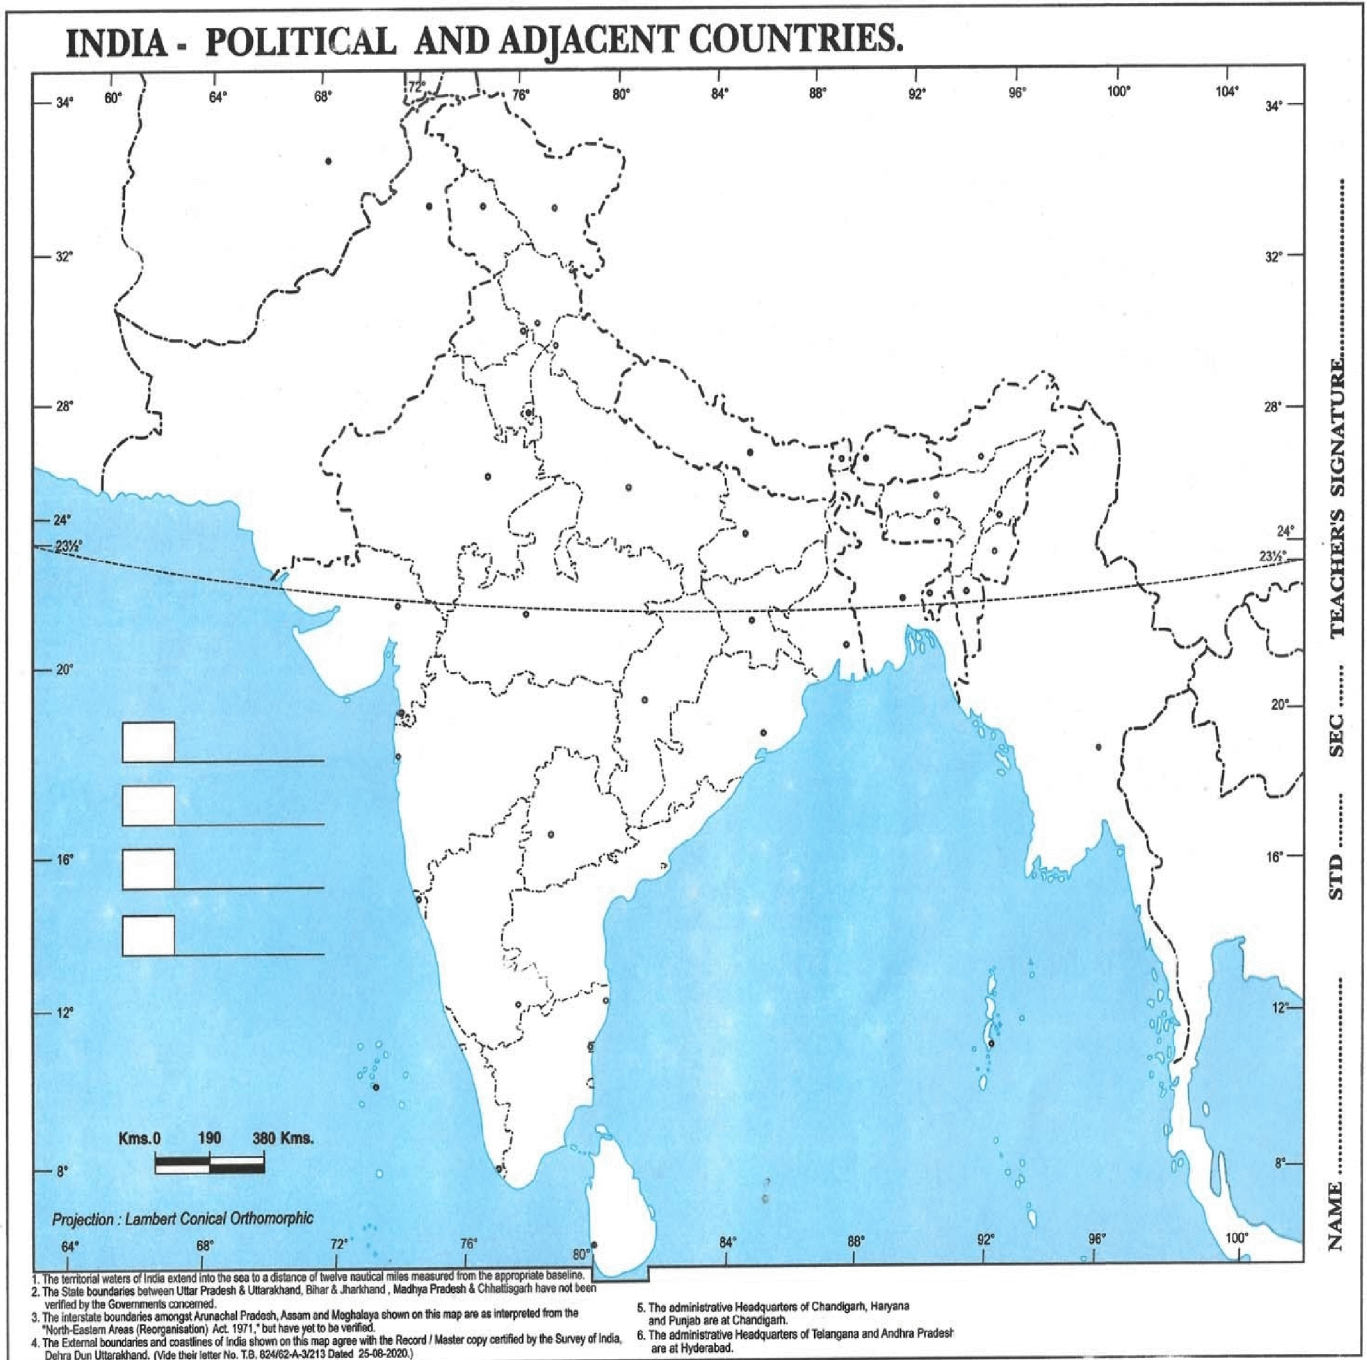 INDIA - POLITICAL AND ADJACENT COUNTRIES.
60° 64° 68° 72° 76° 80° 84° 88° 92° 96° 100° 104°
34° 34°
32° 32°
28° 28°
24° 24°
23½° 23½°
20° 20°
16° 16°
12° 12°
8° 8°
Kms.0 190 380 Kms.
Projection : Lambert Conical Orthomorphic
64° 68° 72° 76° 80° 84° 88° 92° 96° 100°
1. The territorial waters of India extend into the sea to a distance of twelve nautical miles measured from the appropriate baseline.
2. The State boundaries between Uttar Pradesh & Uttarakhand, Bihar & Jharkhand , Madhya Pradesh & Chhattisgarh have not been
verified by the Governments concerned.
3. The interstate boundaries amongst Arunachal Pradesh, Assam and Moghalaya shown on this map are as interpreted from the
"North-Eastern Areas (Reorganisation) Act. 1971," but have yet to be verified.
4. The External boundaries and coastlines of India shown on this map agree with the Record / Master copy certified by the Survey of India,
Dehra Dun Uttarakhand. (Vide their letter No. T.B. 624/62-A-3/213 Dated 25-08-2020.)
5. The administrative Headquarters of Chandigarh, Haryana
and Punjab are at Chandigarh.
6. The administrative Headquarters of Telangana and Andhra Pradesh
are at Hyderabad.
NAME ........................ STD .......... SEC ....... TEACHER'S SIGNATURE........................